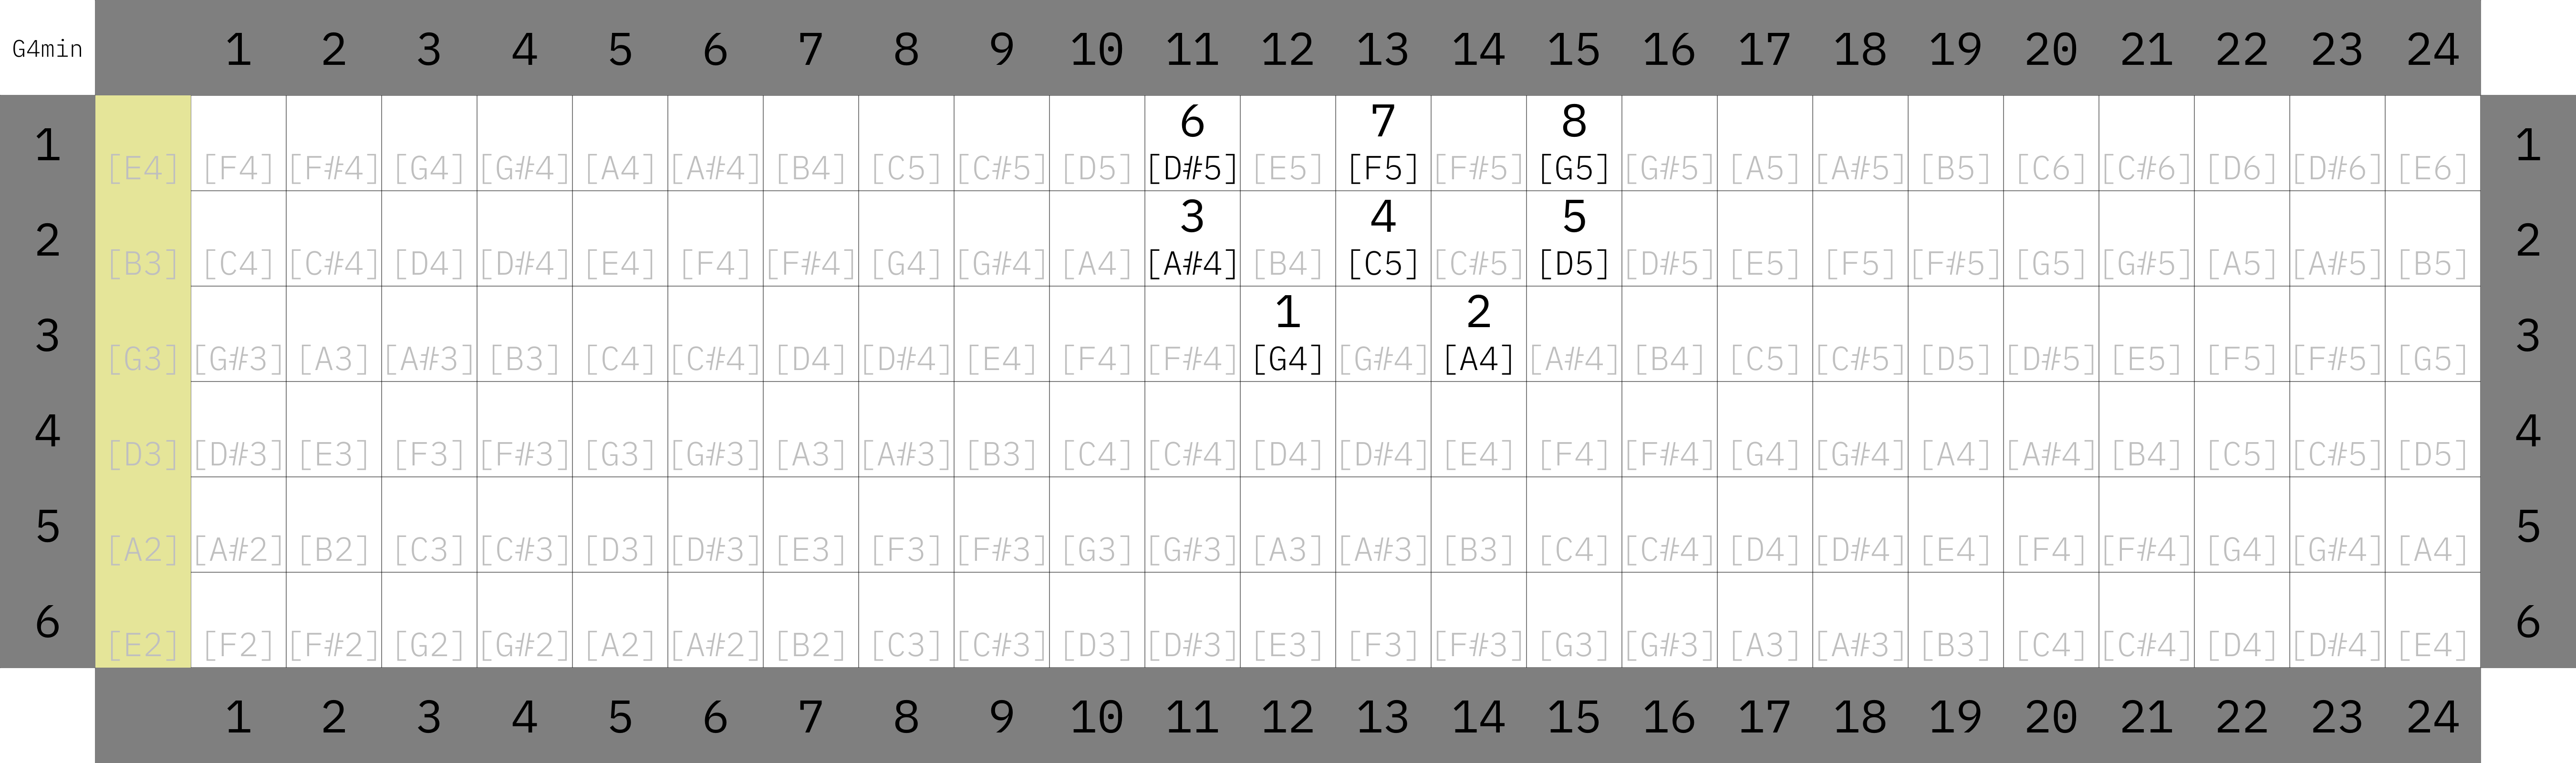 G4min 1 2 3 4 5 6 7 8 9 10 11 12 13 14 15 16 17 18 19 20 21 22 23 24
6 7 8
1 [E4] [F4] [F#4] [G4] [G#4] [A4] [A#4] [B4] [C5] [C#5] [D5] [D#5] [E5] [F5] [F#5] [G5] [G#5] [A5] [A#5] [B5] [C6] [C#6] [D6] [D#6] [E6] 1
3 4 5
2 [B3] [C4] [C#4] [D4] [D#4] [E4] [F4] [F#4] [G4] [G#4] [A4] [A#4] [B4] [C5] [C#5] [D5] [D#5] [E5] [F5] [F#5] [G5] [G#5] [A5] [A#5] [B5] 2
1 2
3 [G3] [G#3] [A3] [A#3] [B3] [C4] [C#4] [D4] [D#4] [E4] [F4] [F#4] [G4] [G#4] [A4] [A#4] [B4] [C5] [C#5] [D5] [D#5] [E5] [F5] [F#5] [G5] 3
4 [D3] [D#3] [E3] [F3] [F#3] [G3] [G#3] [A3] [A#3] [B3] [C4] [C#4] [D4] [D#4] [E4] [F4] [F#4] [G4] [G#4] [A4] [A#4] [B4] [C5] [C#5] [D5] 4
5 [A2] [A#2] [B2] [C3] [C#3] [D3] [D#3] [E3] [F3] [F#3] [G3] [G#3] [A3] [A#3] [B3] [C4] [C#4] [D4] [D#4] [E4] [F4] [F#4] [G4] [G#4] [A4] 5
6 [E2] [F2] [F#2] [G2] [G#2] [A2] [A#2] [B2] [C3] [C#3] [D3] [D#3] [E3] [F3] [F#3] [G3] [G#3] [A3] [A#3] [B3] [C4] [C#4] [D4] [D#4] [E4] 6
1 2 3 4 5 6 7 8 9 10 11 12 13 14 15 16 17 18 19 20 21 22 23 24